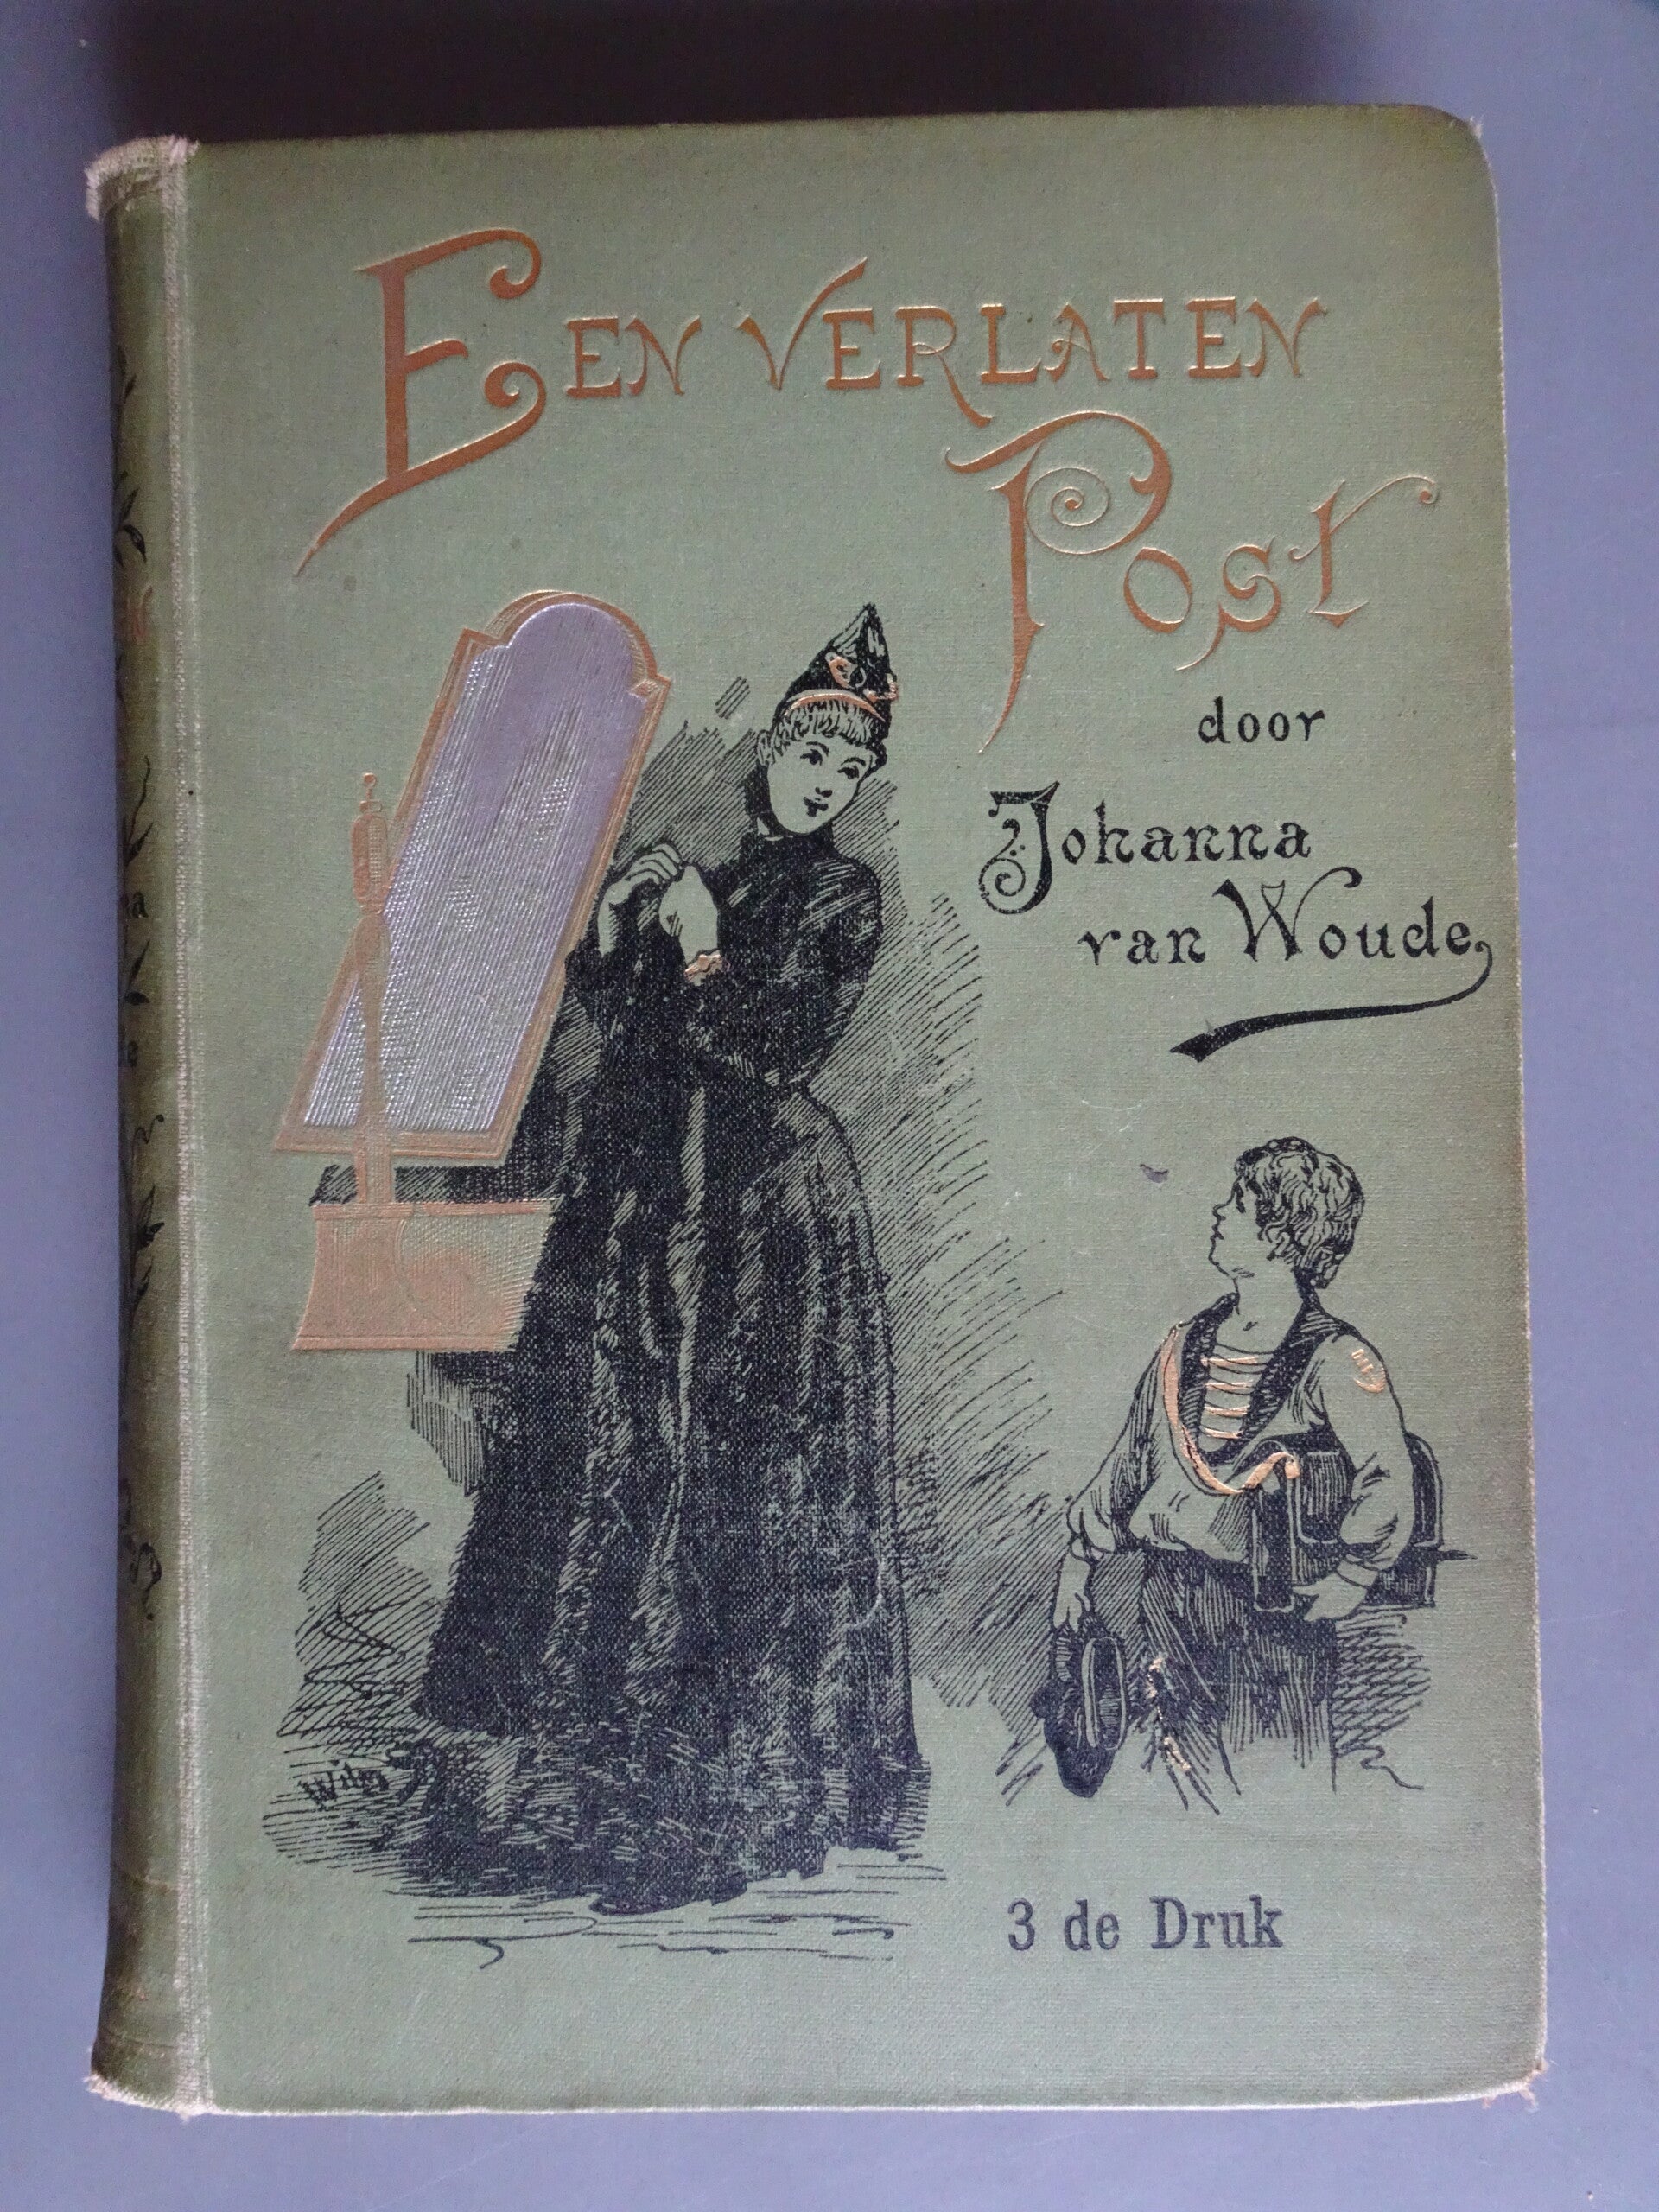 EEN VERLATEN
POST
door
Johanna
van Woude
3 de Druk